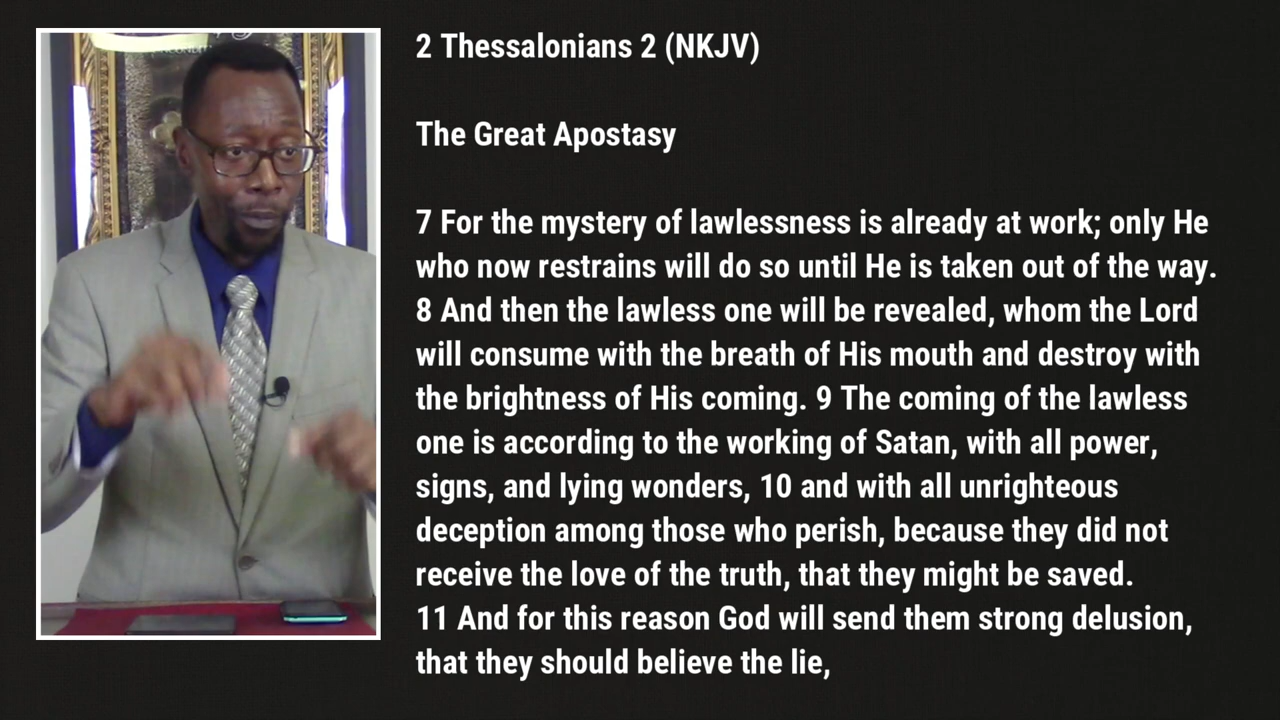 2 Thessalonians 2 (NKJV)
The Great Apostasy
7 For the mystery of lawlessness is already at work; only He
who now restrains will do so until He is taken out of the way.
8 And then the lawless one will be revealed, whom the Lord
will consume with the breath of His mouth and destroy with
the brightness of His coming. 9 The coming of the lawless
one is according to the working of Satan, with all power,
signs, and lying wonders, 10 and with all unrighteous
deception among those who perish, because they did not
receive the love of the truth, that they might be saved.
11 And for this reason God will send them strong delusion,
that they should believe the lie,